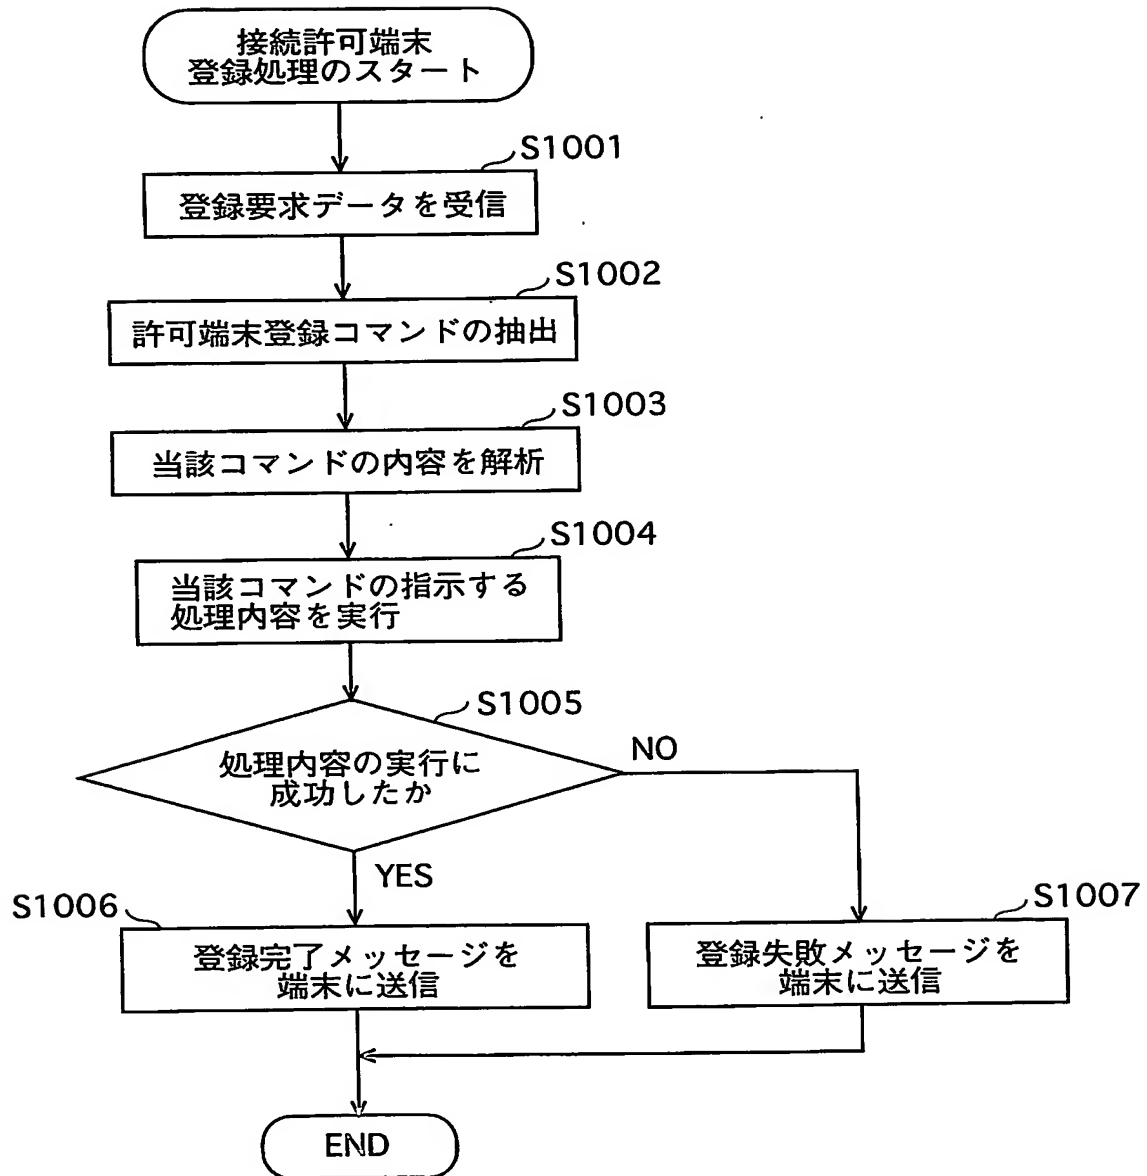 接続許可端末
登録処理のスタート
S1001
登録要求データを受信
S1002
許可端末登録コマンドの抽出
S1003
当該コマンドの内容を解析
S1004
当該コマンドの指示する
処理内容を実行
S1005
処理内容の実行に
成功したか
NO
YES
S1006
登録完了メッセージを
端末に送信
S1007
登録失敗メッセージを
端末に送信
END